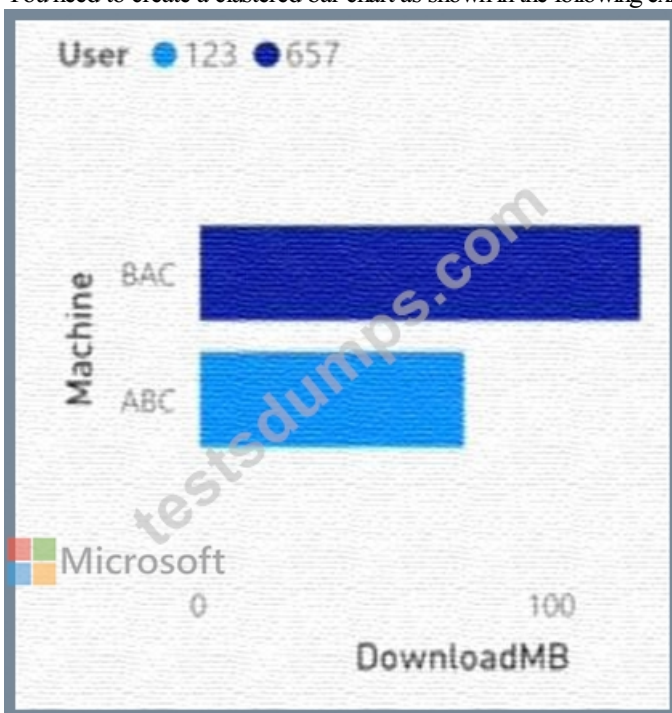 You need to create a clustered bar chart as shown in the following
User 123 657
BAC
Machine
ABC
testsdumps.com
Microsoft
0 100
DownloadMB